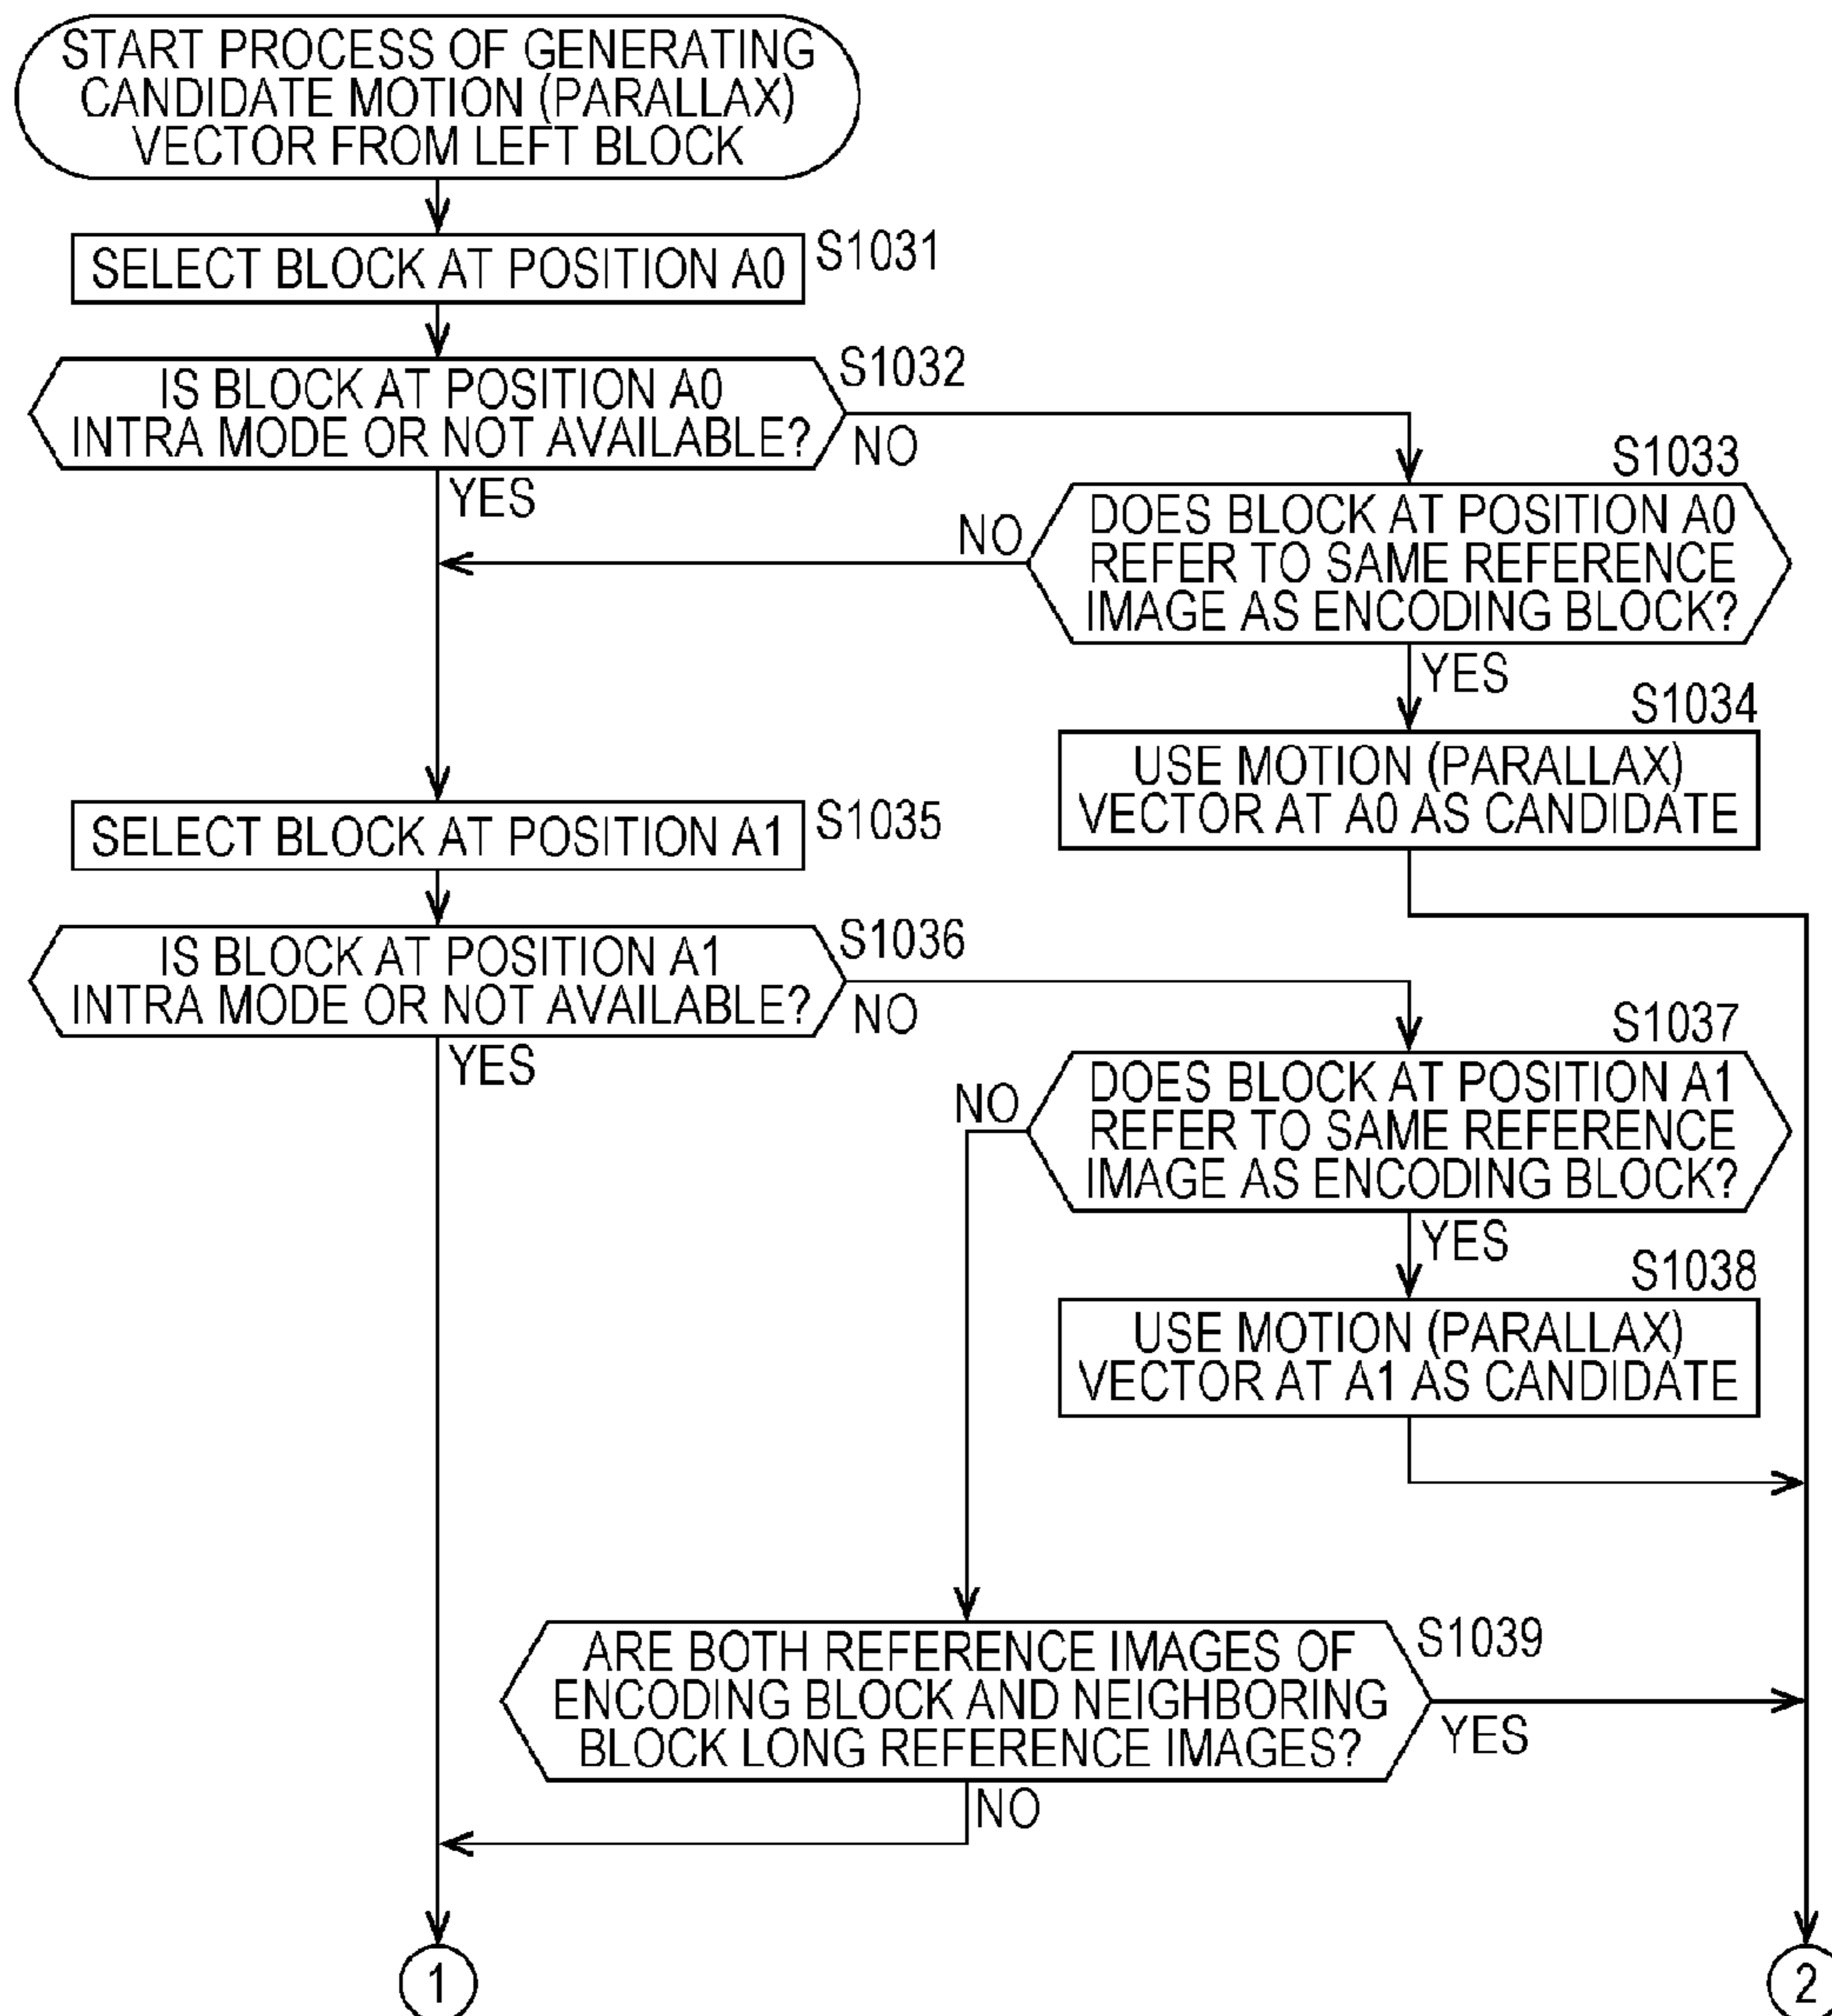 START PROCESS OF GENERATING
CANDIDATE MOTION (PARALLAX)
VECTOR FROM LEFT BLOCK
SELECT BLOCK AT POSITION A0
S1031
IS BLOCK AT POSITION A0
INTRA MODE OR NOT AVAILABLE?
S1032
NO
YES
S1033
DOES BLOCK AT POSITION A0
REFER TO SAME REFERENCE
IMAGE AS ENCODING BLOCK?
NO
YES
S1034
USE MOTION (PARALLAX)
VECTOR AT A0 AS CANDIDATE
SELECT BLOCK AT POSITION A1
S1035
IS BLOCK AT POSITION A1
INTRA MODE OR NOT AVAILABLE?
S1036
NO
YES
S1037
DOES BLOCK AT POSITION A1
REFER TO SAME REFERENCE
IMAGE AS ENCODING BLOCK?
NO
YES
S1038
USE MOTION (PARALLAX)
VECTOR AT A1 AS CANDIDATE
ARE BOTH REFERENCE IMAGES OF
ENCODING BLOCK AND NEIGHBORING
BLOCK LONG REFERENCE IMAGES?
S1039
YES
NO
1
2